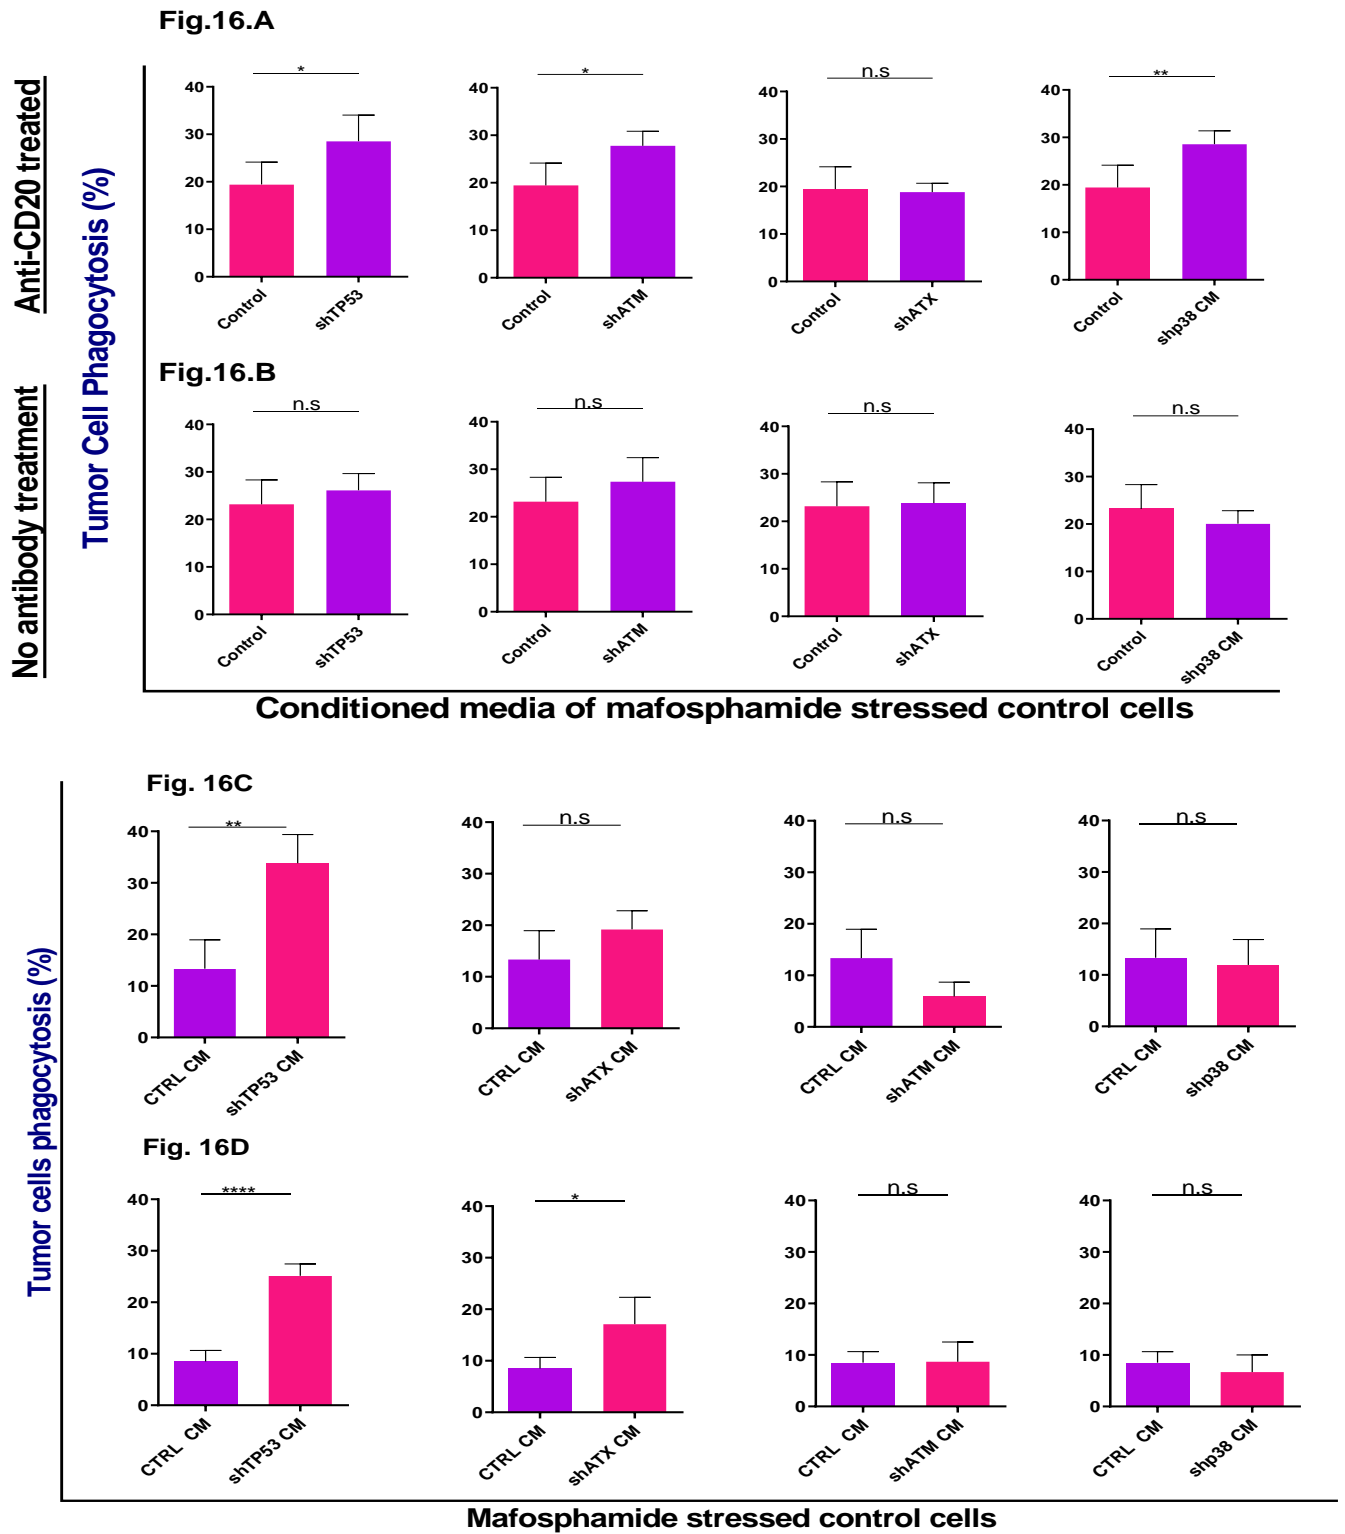 Fig.16.A
Anti-CD20 treated
No antibody treatment
Tumor Cell Phagocytosis (%)
*
40
30
20
10
0
Control
shTP53
*
40
30
20
10
0
Control
shATM
n.s
40
30
20
10
0
Control
shATX
**
40
30
20
10
0
Control
shp38 CM
Fig.16.B
n.s
40
30
20
10
0
Control
shTP53
n.s
40
30
20
10
0
Control
shATM
n.s
40
30
20
10
0
Control
shATX
n.s
40
30
20
10
0
Control
shp38 CM
Conditioned media of mafosphamide stressed control cells
Fig. 16C
Tumor cells phagocytosis (%)
**
40
30
20
10
0
CTRL CM
shTP53 CM
n.s
40
30
20
10
0
CTRL CM
shATX CM
n.s
40
30
20
10
0
CTRL CM
shATM CM
n.s
40
30
20
10
0
CTRL CM
shp38 CM
Fig. 16D
****
40
30
20
10
0
CTRL CM
shTP53 CM
*
40
30
20
10
0
CTRL CM
shATX CM
n.s
40
30
20
10
0
CTRL CM
shATM CM
n.s
40
30
20
10
0
CTRL CM
shp38 CM
Mafosphamide stressed control cells